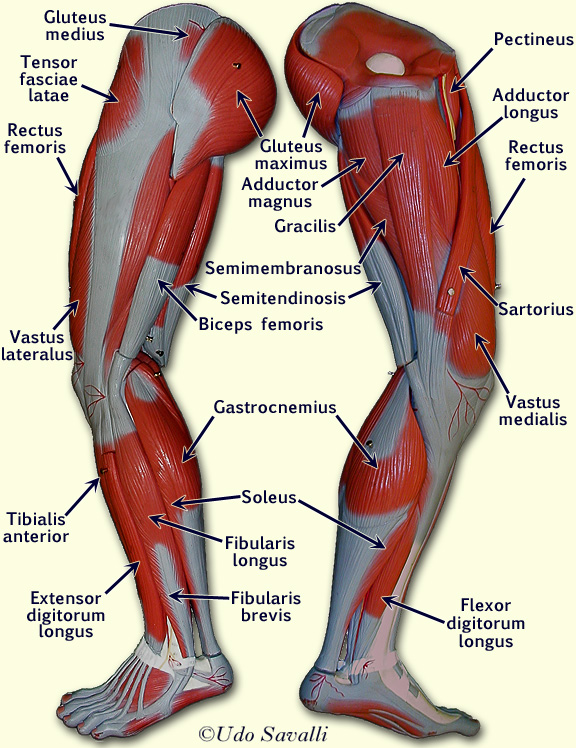 Gluteus
medius
Tensor
fasciae
latae
Rectus
femoris
Gluteus
maximus
Vastus
lateralus
Biceps femoris
Semitendinosis
Semimembranosus
Gracilis
Adductor
magnus
Pectineus
Adductor
longus
Rectus
femoris
Sartorius
Vastus
medialis
Gastrocnemius
Soleus
Tibialis
anterior
Fibularis
longus
Extensor
digitorum
longus
Fibularis
brevis
Flexor
digitorum
longus
©Udo Savalli